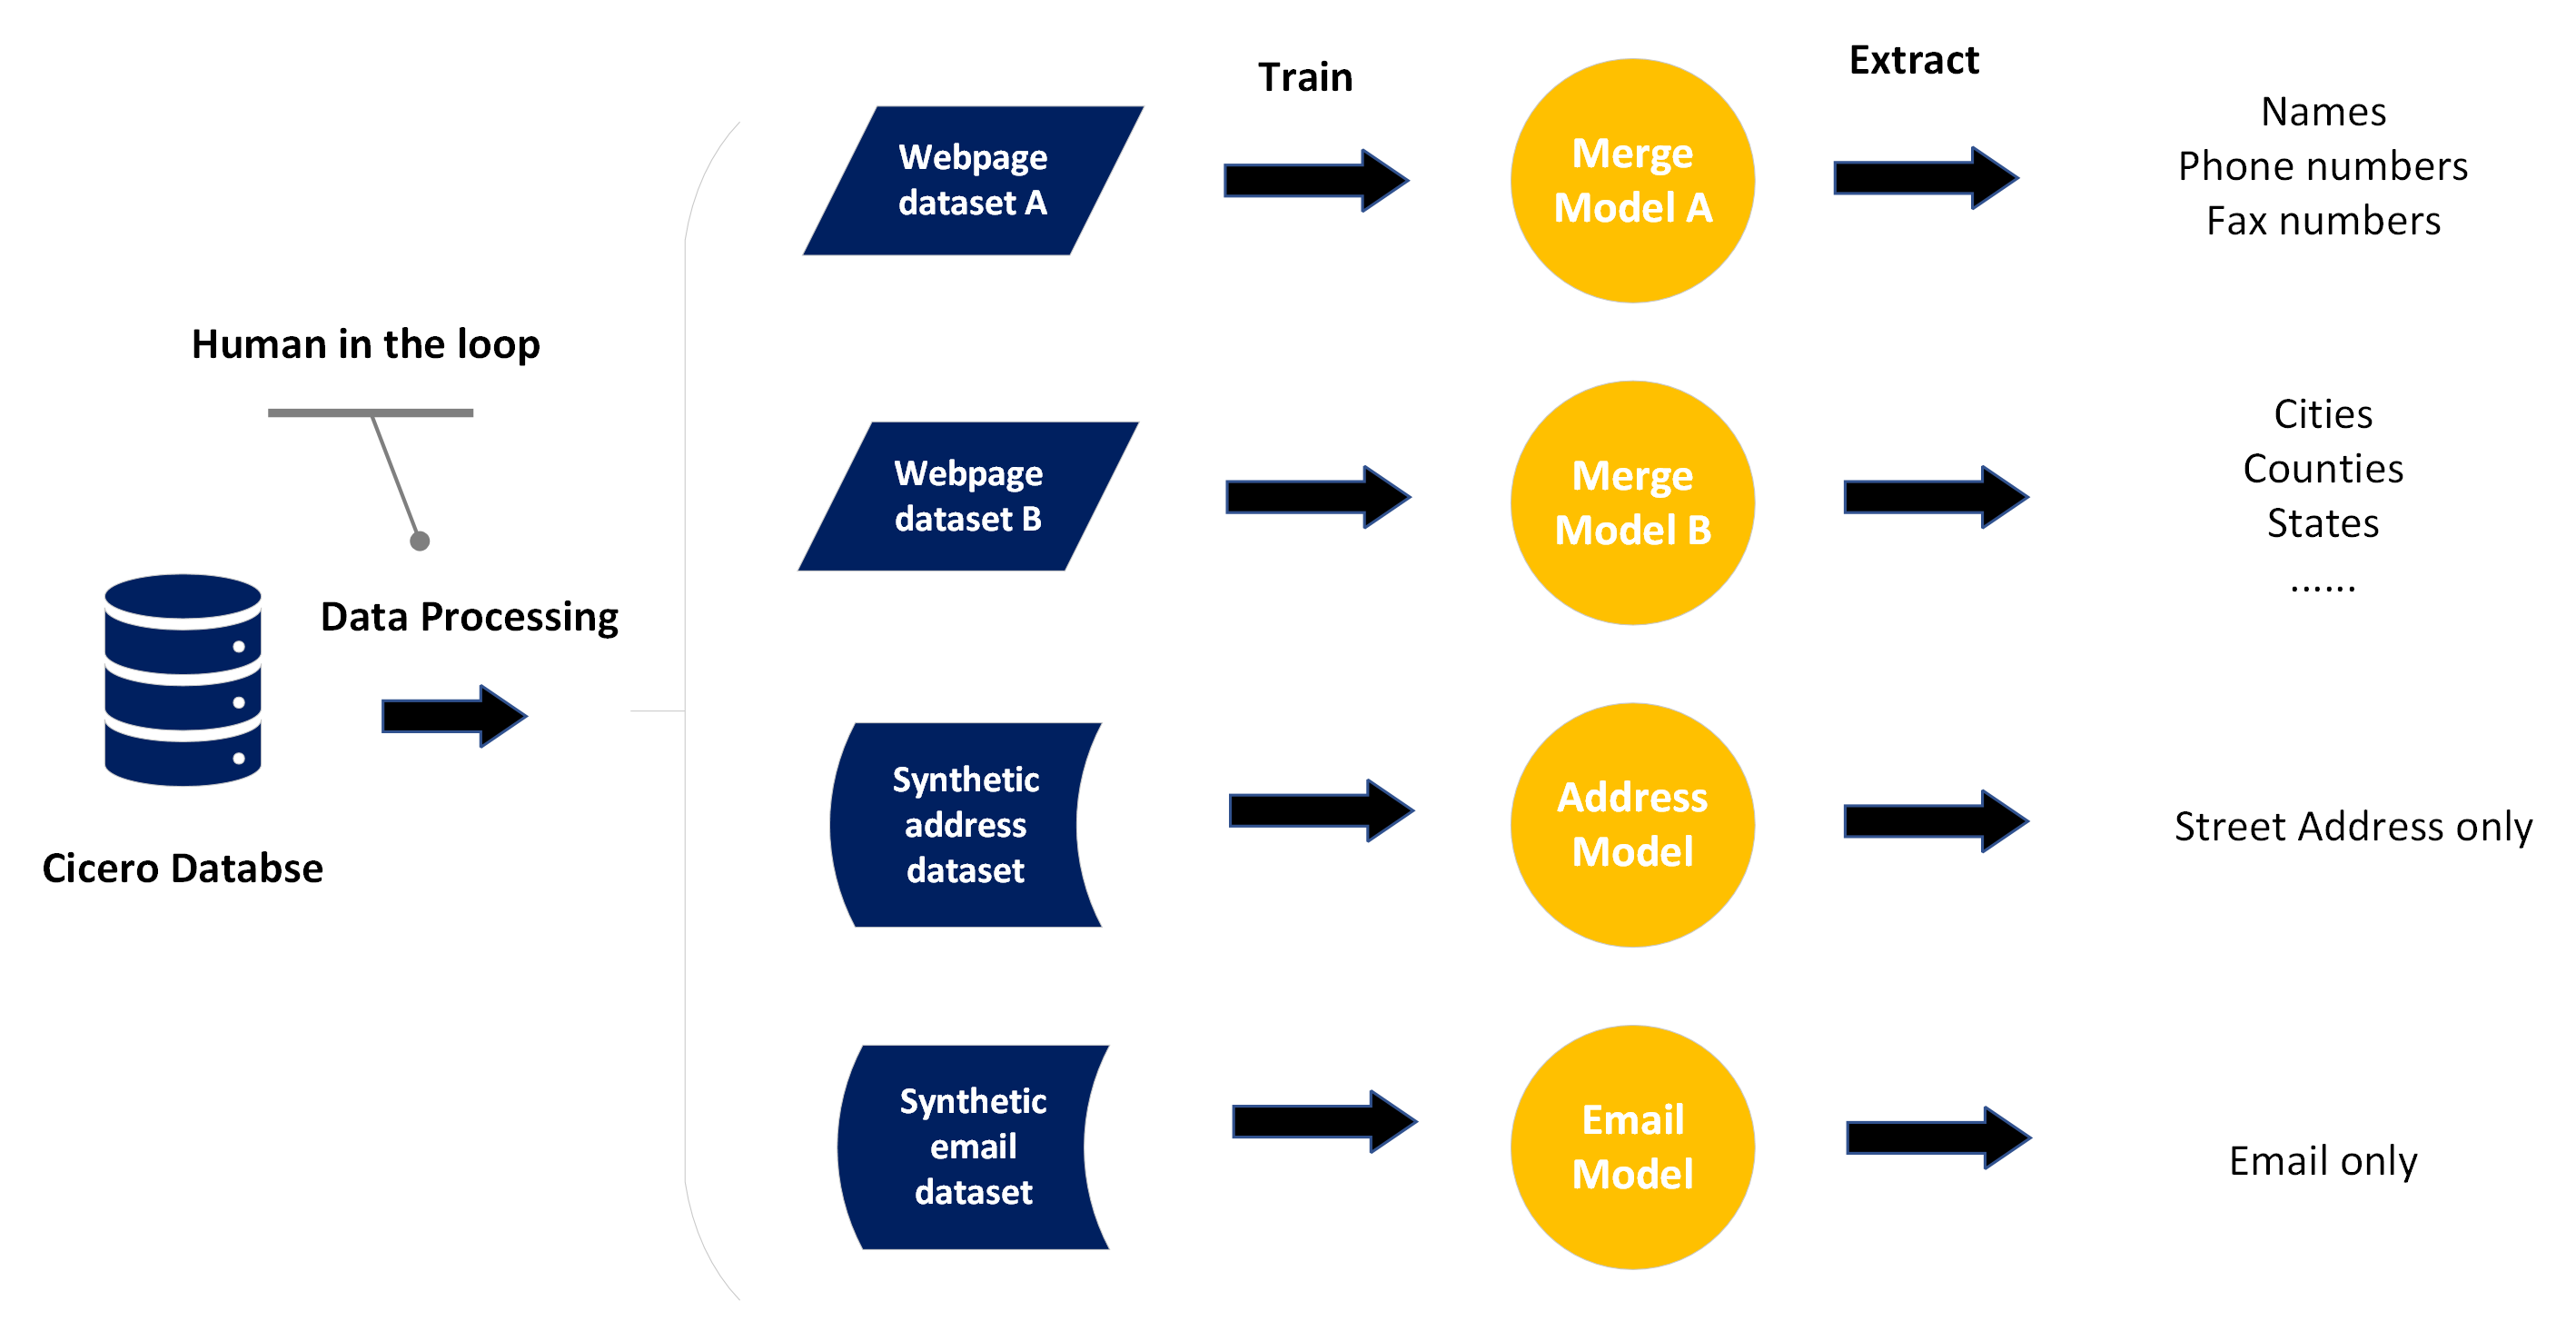 Human in the loop
Data Processing
Cicero Databse
Train
Extract
Webpage
dataset A
Merge
Model A
Names
Phone numbers
Fax numbers
Webpage
dataset B
Merge
Model B
Cities
Counties
States
......
Synthetic
address
dataset
Address
Model
Street Address only
Synthetic
email
dataset
Email
Model
Email only